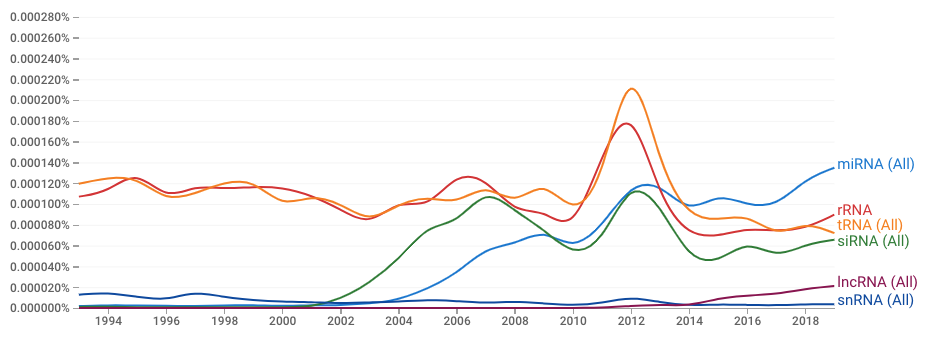 0.000280%
0.000260%
0.000240%
0.000220%
0.000200%
0.000180%
0.000160%
0.000140%
0.000120%
0.000100%
0.000080%
0.000060%
0.000040%
0.000020%
0.000000%
miRNA (All)
rRNA
tRNA (All)
siRNA (All)
lncRNA (All)
snRNA (All)
1994 1996 1998 2000 2002 2004 2006 2008 2010 2012 2014 2016 2018